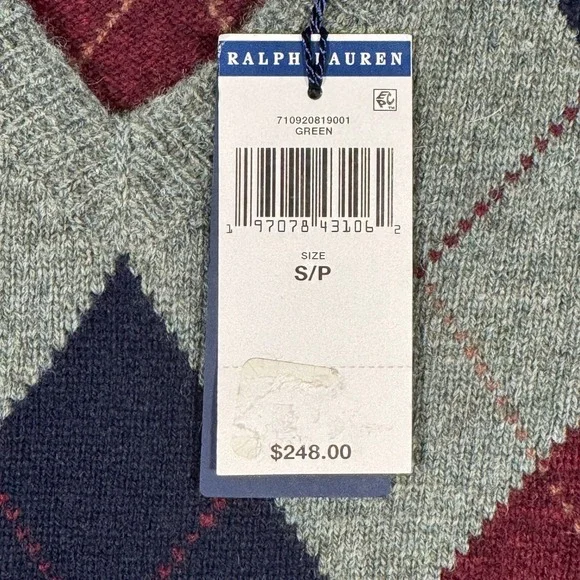 RALPH LAUREN
710920819001
GREEN
1 97078 43106 2
SIZE
S/P
$248.00